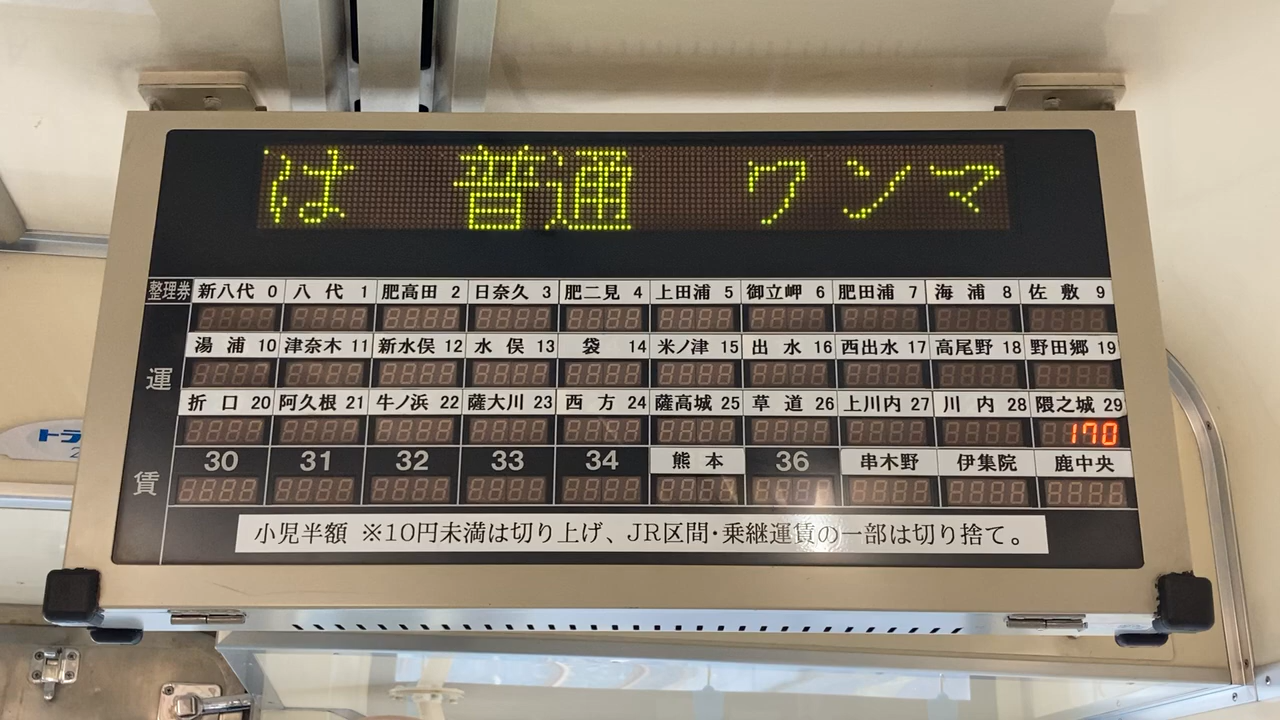 は 普通 ワンマ
整理券 新八代 0 八代 1 肥高田 2 日奈久 3 肥二見 4 上田浦 5 御立岬 6 肥田浦 7 海浦 8 佐敷 9
湯浦 10 津奈木 11 新水俣 12 水俣 13 袋 14 米ノ津 15 出水 16 西出水 17 高尾野 18 野田郷 19
運賃
折口 20 阿久根 21 牛ノ浜 22 薩大川 23 西方 24 薩高城 25 草道 26 上川内 27 川内 28 隈之城 29
170
30 31 32 33 34 熊本 36 串木野 伊集院 鹿中央
小児半額 ※10円未満は切り上げ、JR区間・乗継運賃の一部は切り捨て。
トラ
2